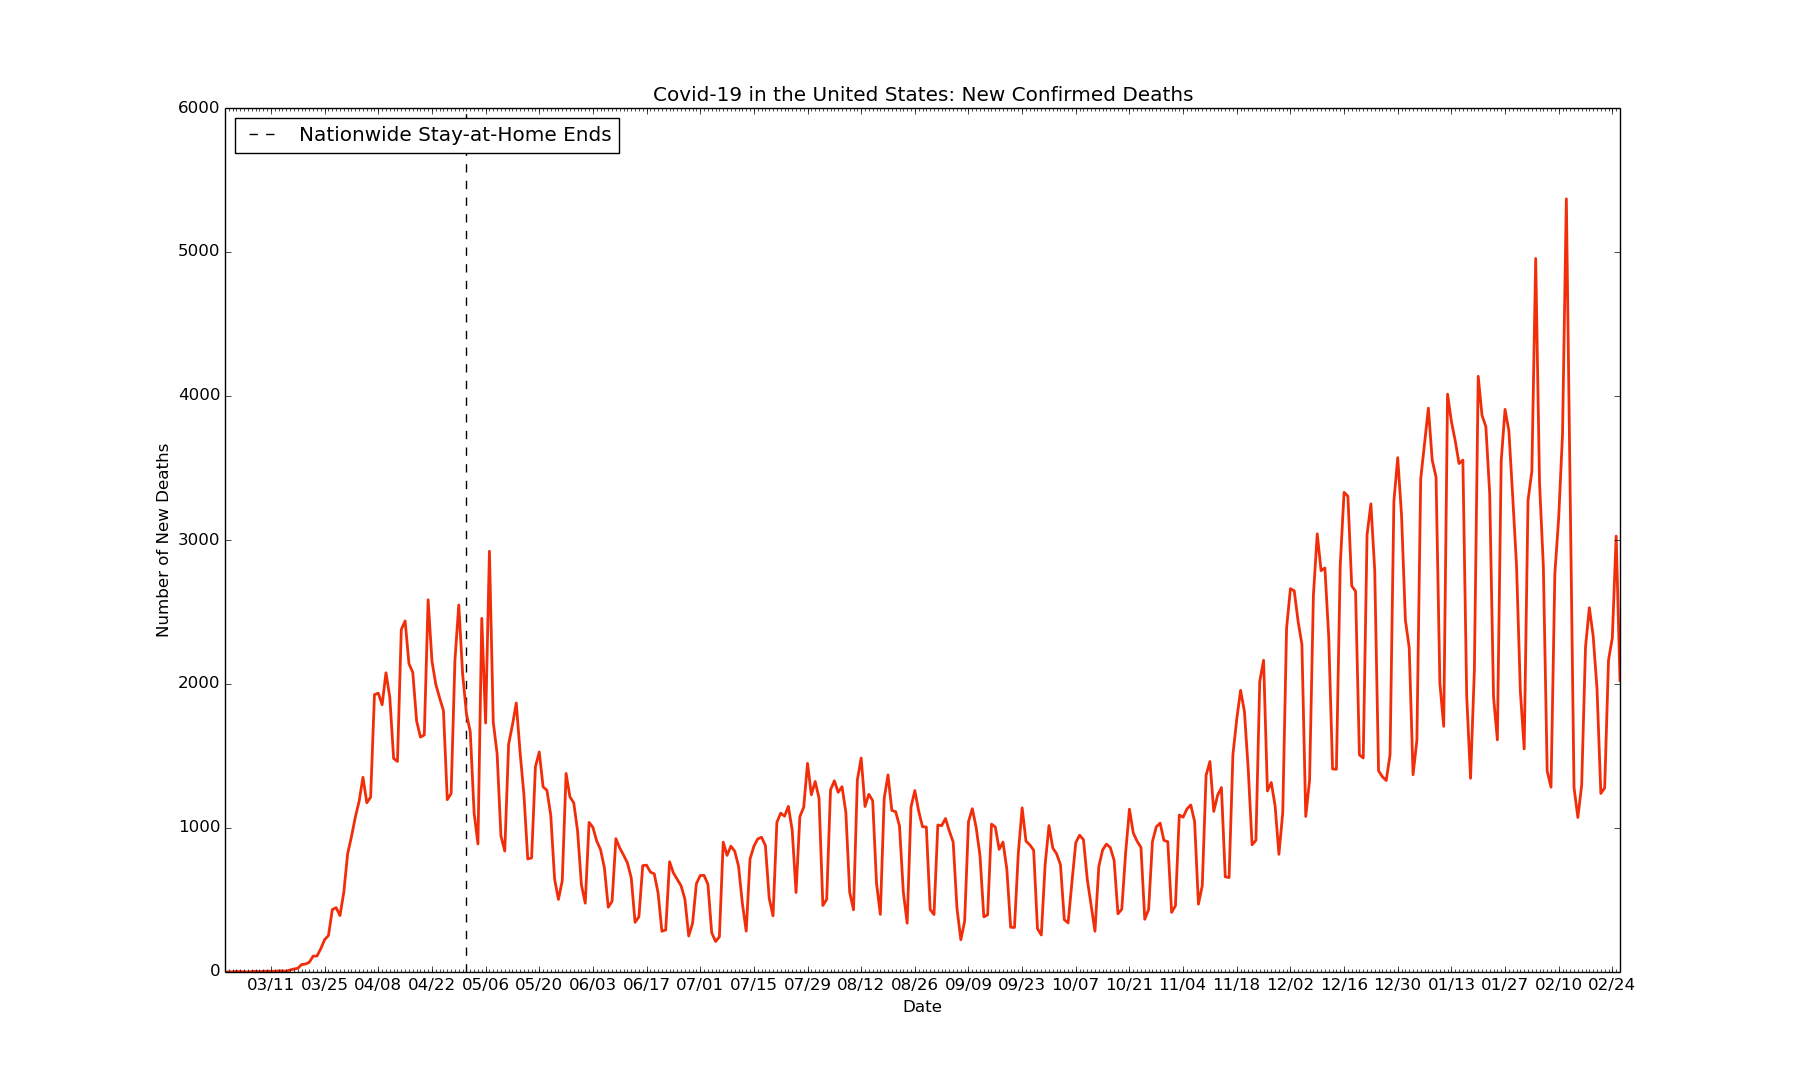 Covid-19 in the United States: New Confirmed Deaths
Nationwide Stay-at-Home Ends
Number of New Deaths
6000
5000
4000
3000
2000
1000
0
03/11 03/25 04/08 04/22 05/06 05/20 06/03 06/17 07/01 07/15 07/29 08/12 08/26 09/09 09/23 10/07 10/21 11/04 11/18 12/02 12/16 12/30 01/13 01/27 02/10 02/24
Date